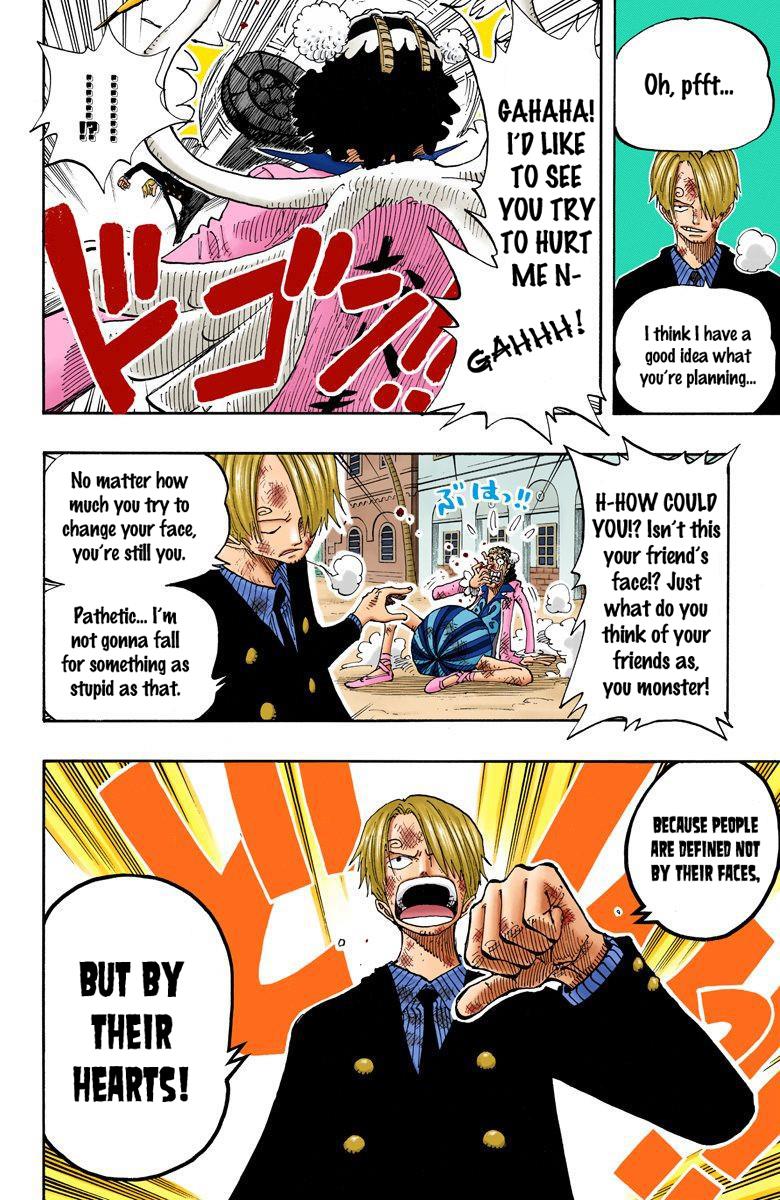 Oh, pfft...
I think I have a
good idea what
you're planning...
GAHAHA!
I'D LIKE
TO SEE
YOU TRY
TO HURT
ME N-
GAHHH!
!?
ドゴン!!
H-HOW COULD
YOU!? Isn't this
your friend's
face!? Just
what do you
think of your
friends as,
you monster!
ぶはっ!!
No matter how
much you try to
change your face,
you're still you.
Pathetic... I'm
not gonna fall
for something as
stupid as that.
BECAUSE PEOPLE
ARE DEFINED NOT
BY THEIR FACES,
BUT BY
THEIR
HEARTS!